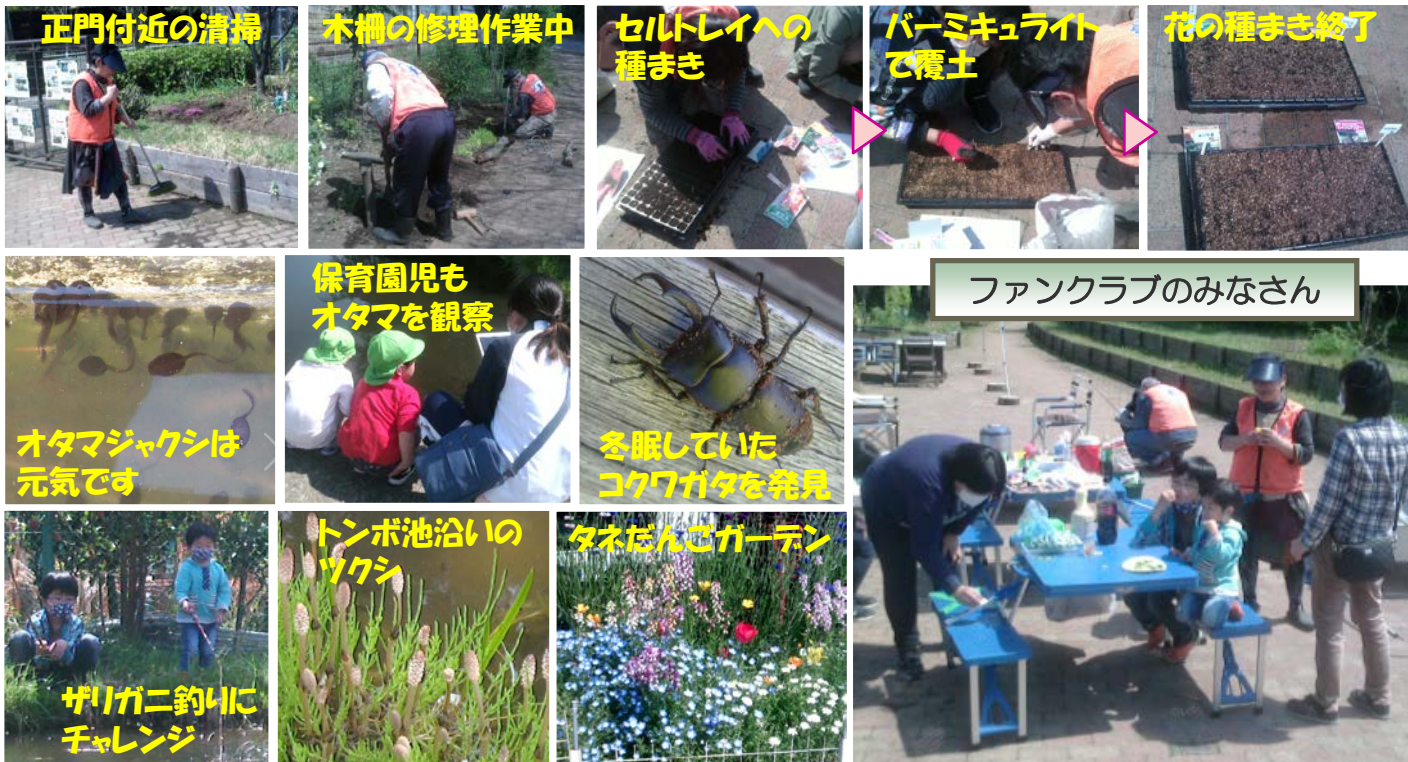 正門付近の清掃
木柵の修理作業中
セルトレイへの
種まき
バーミキュライト
で覆土
花の種まき終了
オタマジャクシは
元気です
保育園児も
オタマを観察
冬眠していた
コクワガタを発見
ファンクラブのみなさん
ザリガニ釣りに
チャレンジ
トンボ池沿いの
ツクシ
タネだんごガーデン